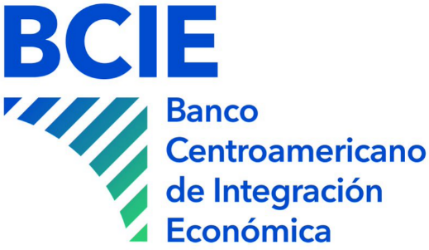 BCIE
Banco
Centroamericano
de Integración
Económica